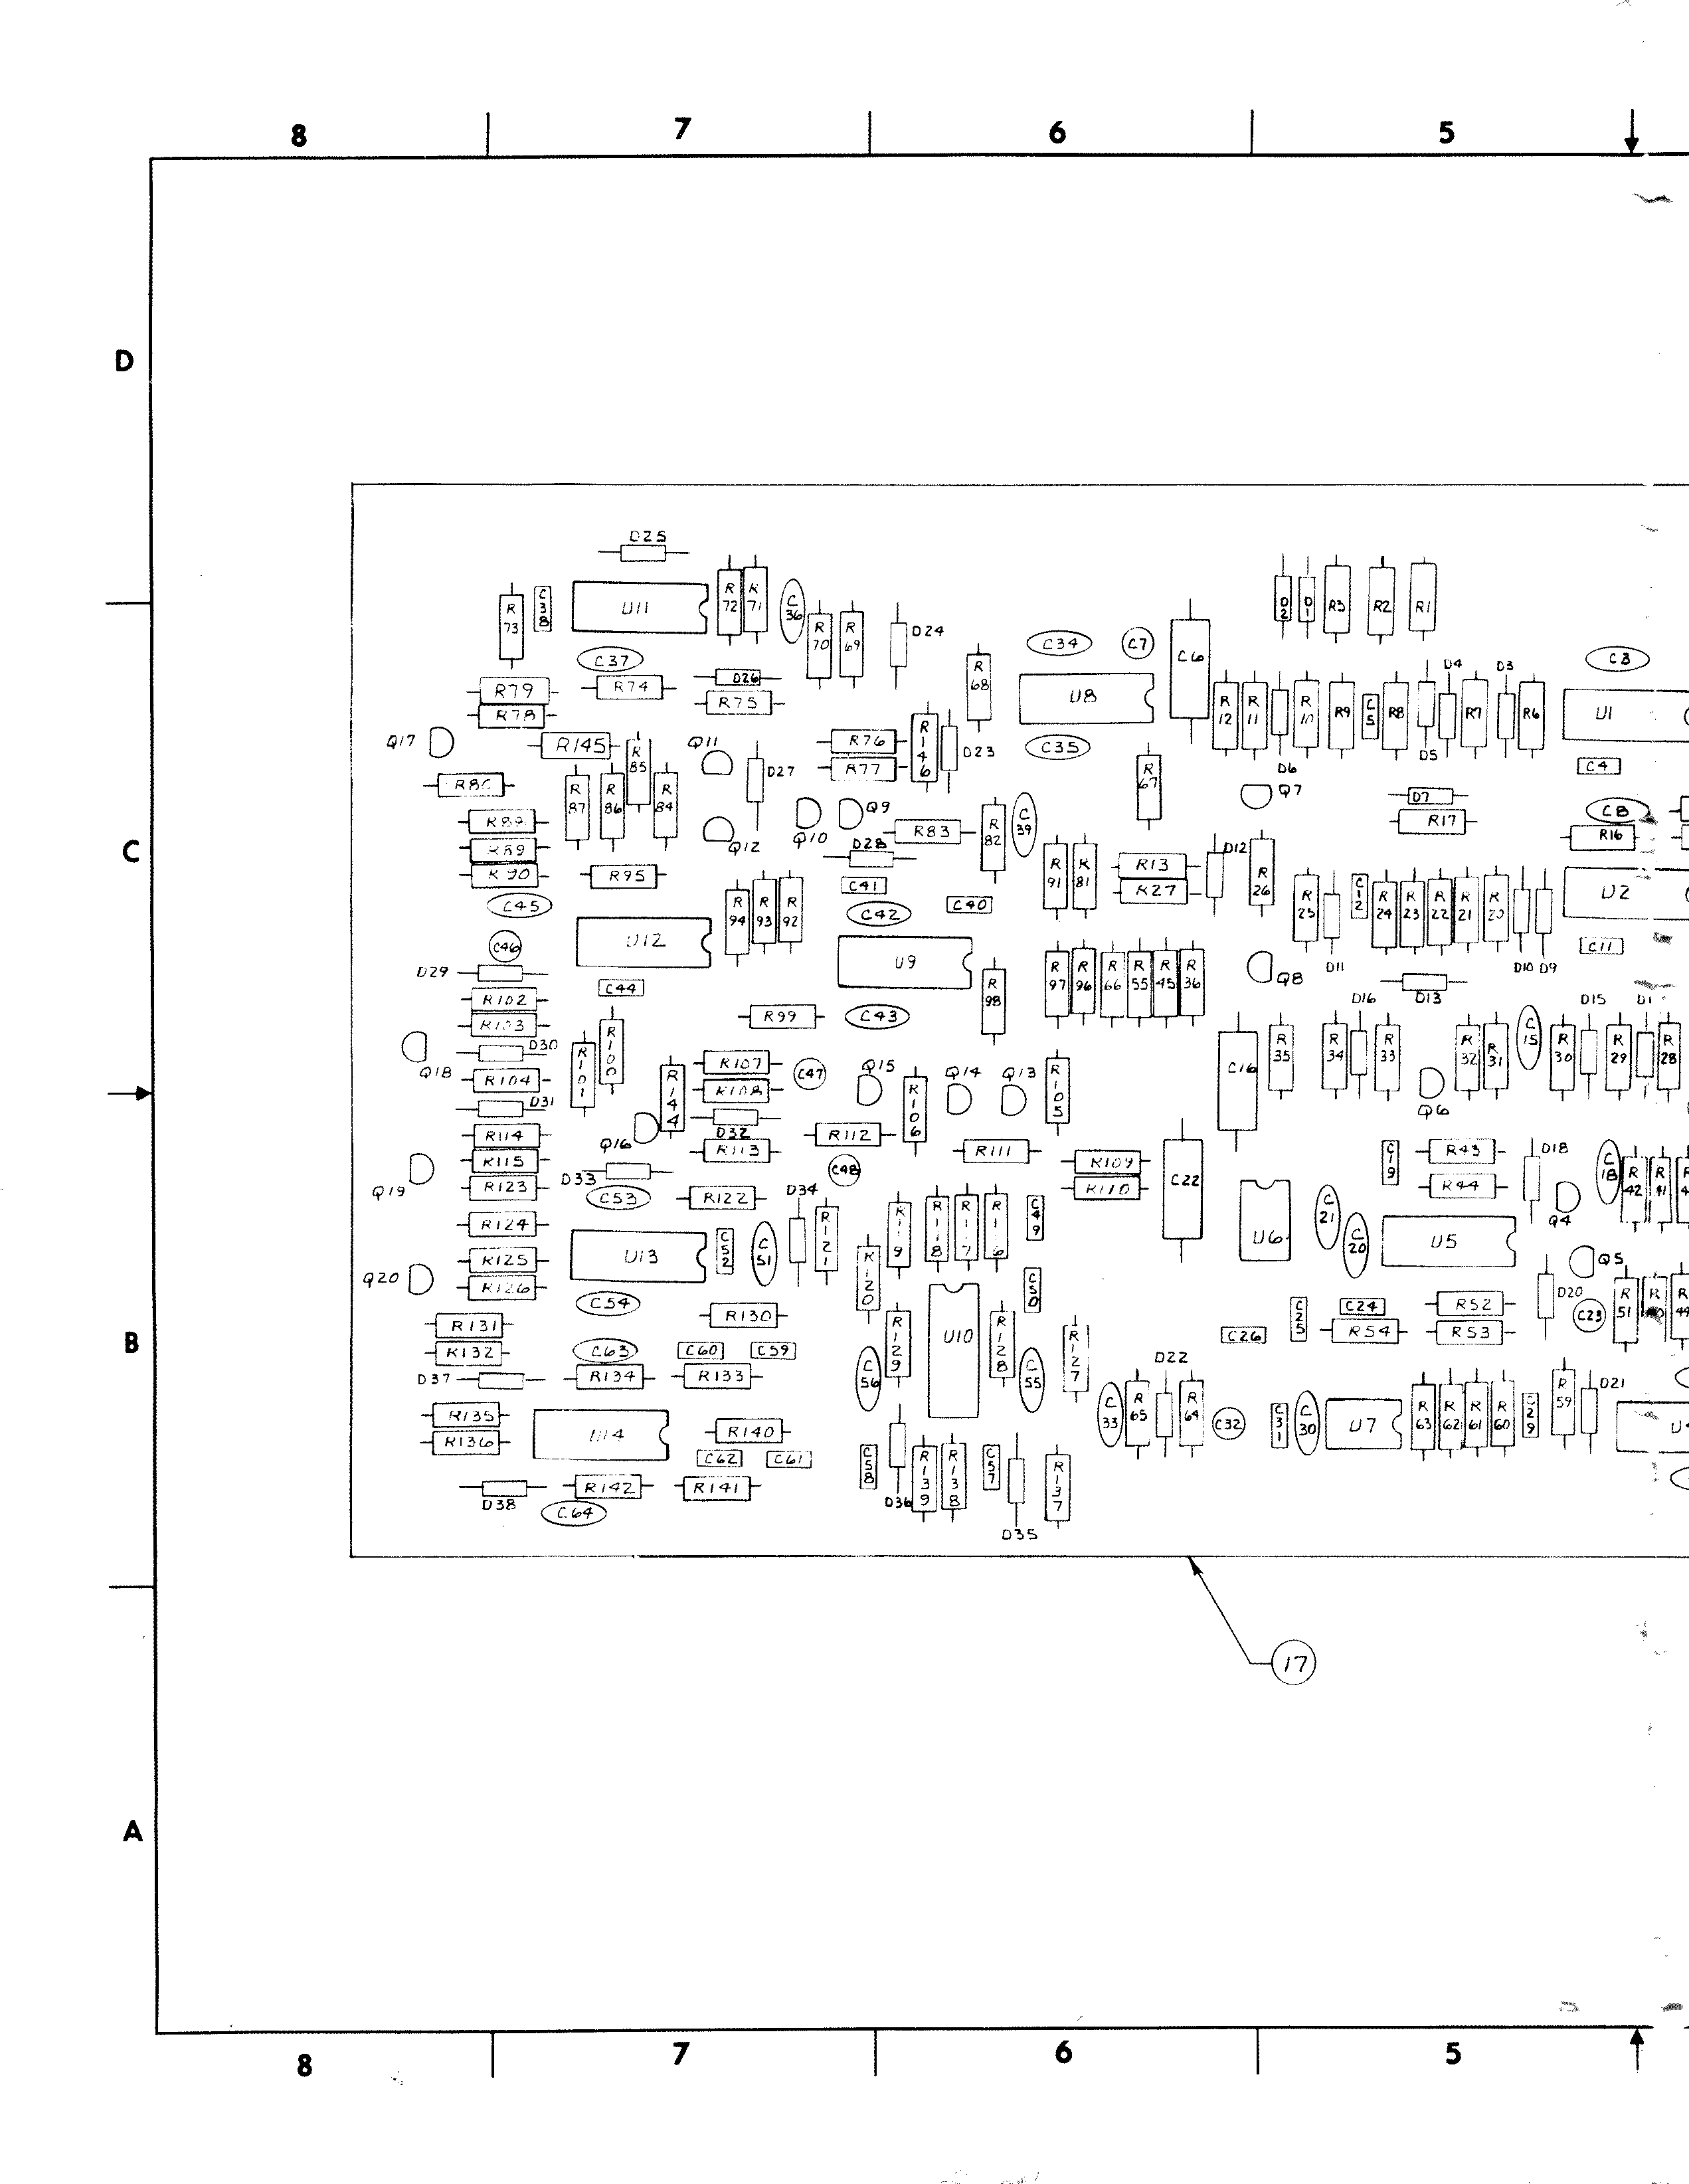 8 7 6 5
D
D25
R73 C38 U11 R72 R71 C36 D2 D1 R3 R2 R1
R70 R69 D24 C34 C7 C6
C37 R68 C3
R79 R74 D26 R75 D4 D3
R78 U8 R12 R11 R10 R9 C5 R8 R7 R6 U1
Q17 R145 R85 Q11 R76 R146 D23 C35
D27 R77 R67 D6 D5 C4
R87 R86 R84 Q7 D7
Q10 Q9 R83 R82 C39 R17 C8
R89 Q12 D28 R16
C
R90 R95 C41 R91 R81 R13 D12 R26
R27 U2
C45 R94 R93 R92 C42 C40 R25 C12 R24 R23 R22 R21
C46 U12 U9 C11
D29 C44 R98 R97 R96 R66 R55 R45 R36 Q8 D11 D10 D9
R102 D13
R103 R99 C43 D16 D15
D30 R101 R100 R35 R34 R33 R32 R31 C15 R30 R29 R28
Q18 R104 R107 C47 Q15 Q14 Q13 R105 C16
D31 R144 R108 R106 Q6
R114 Q16 D32 R112
R115 R113 R111 R109 C19 R43 D18 C18
Q19 R123 D33 C48 R110 C22 R44 R42
C53 R122 D34 Q4
R124 R121 R119 R118 R117 R116 C49 C21
R125 U13 C52 C51 U6 C20 U5 Q5
Q20 R126 R120 C50
C54 R130 C24 R52 D20 C23 R51 R49
B
R131 R129 U10 R128 R127 C26 C25 R54 R53
R132 C63 C60 C59
D37 R134 R133 C56 C55 D22
R135 C33 R65 R64 C32 C31 C30 U7 R63 R62 R61 R60 C29 R59 D21
R136 U14 R140
C62 C61 C58 C57
R142 R141 D36 R139 R138 R137
D38 C64 D35
17
A
8 7 6 5